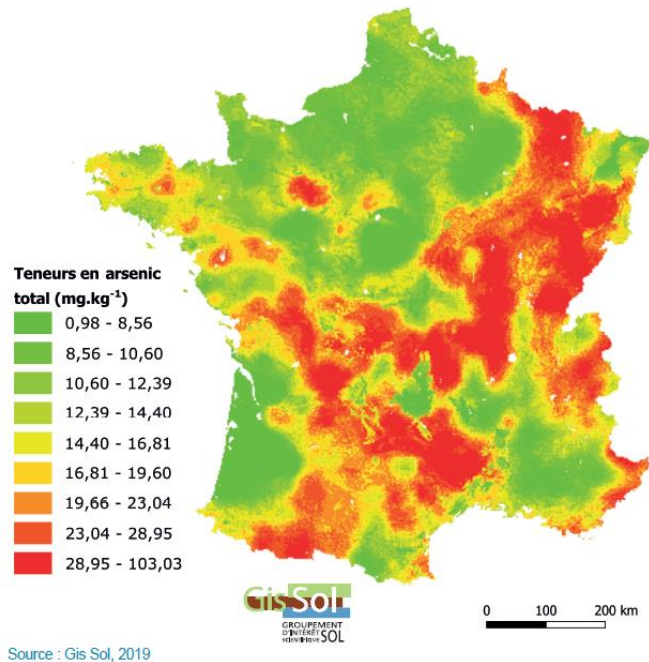 Teneurs en arsenic
total (mg.kg⁻¹)
0,98 - 8,56
8,56 - 10,60
10,60 - 12,39
12,39 - 14,40
14,40 - 16,81
16,81 - 19,60
19,66 - 23,04
23,04 - 28,95
28,95 - 103,03
GisSol
GROUPEMENT
D'INTÉRÊT
SCIENTIFIQUE SOL
0 100 200 km
Source : Gis Sol, 2019